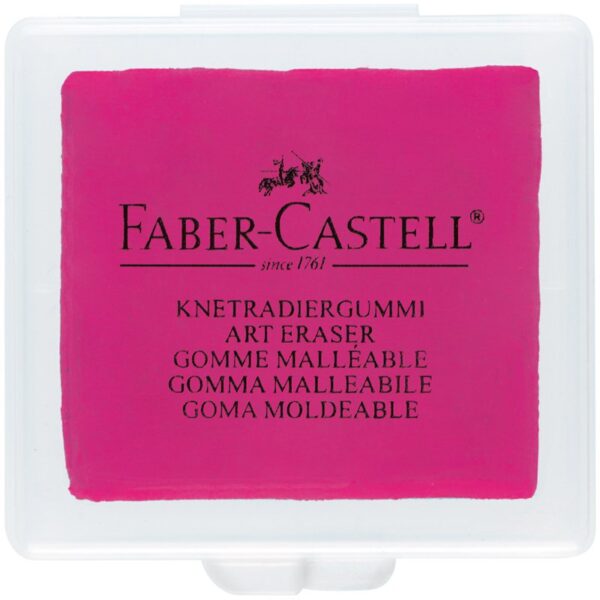 FABER-CASTELL®
since 1761
KNETRADIERGUMMI
ART ERASER
GOMME MALLÉABLE
GOMMA MALLEABILE
GOMA MOLDEABLE